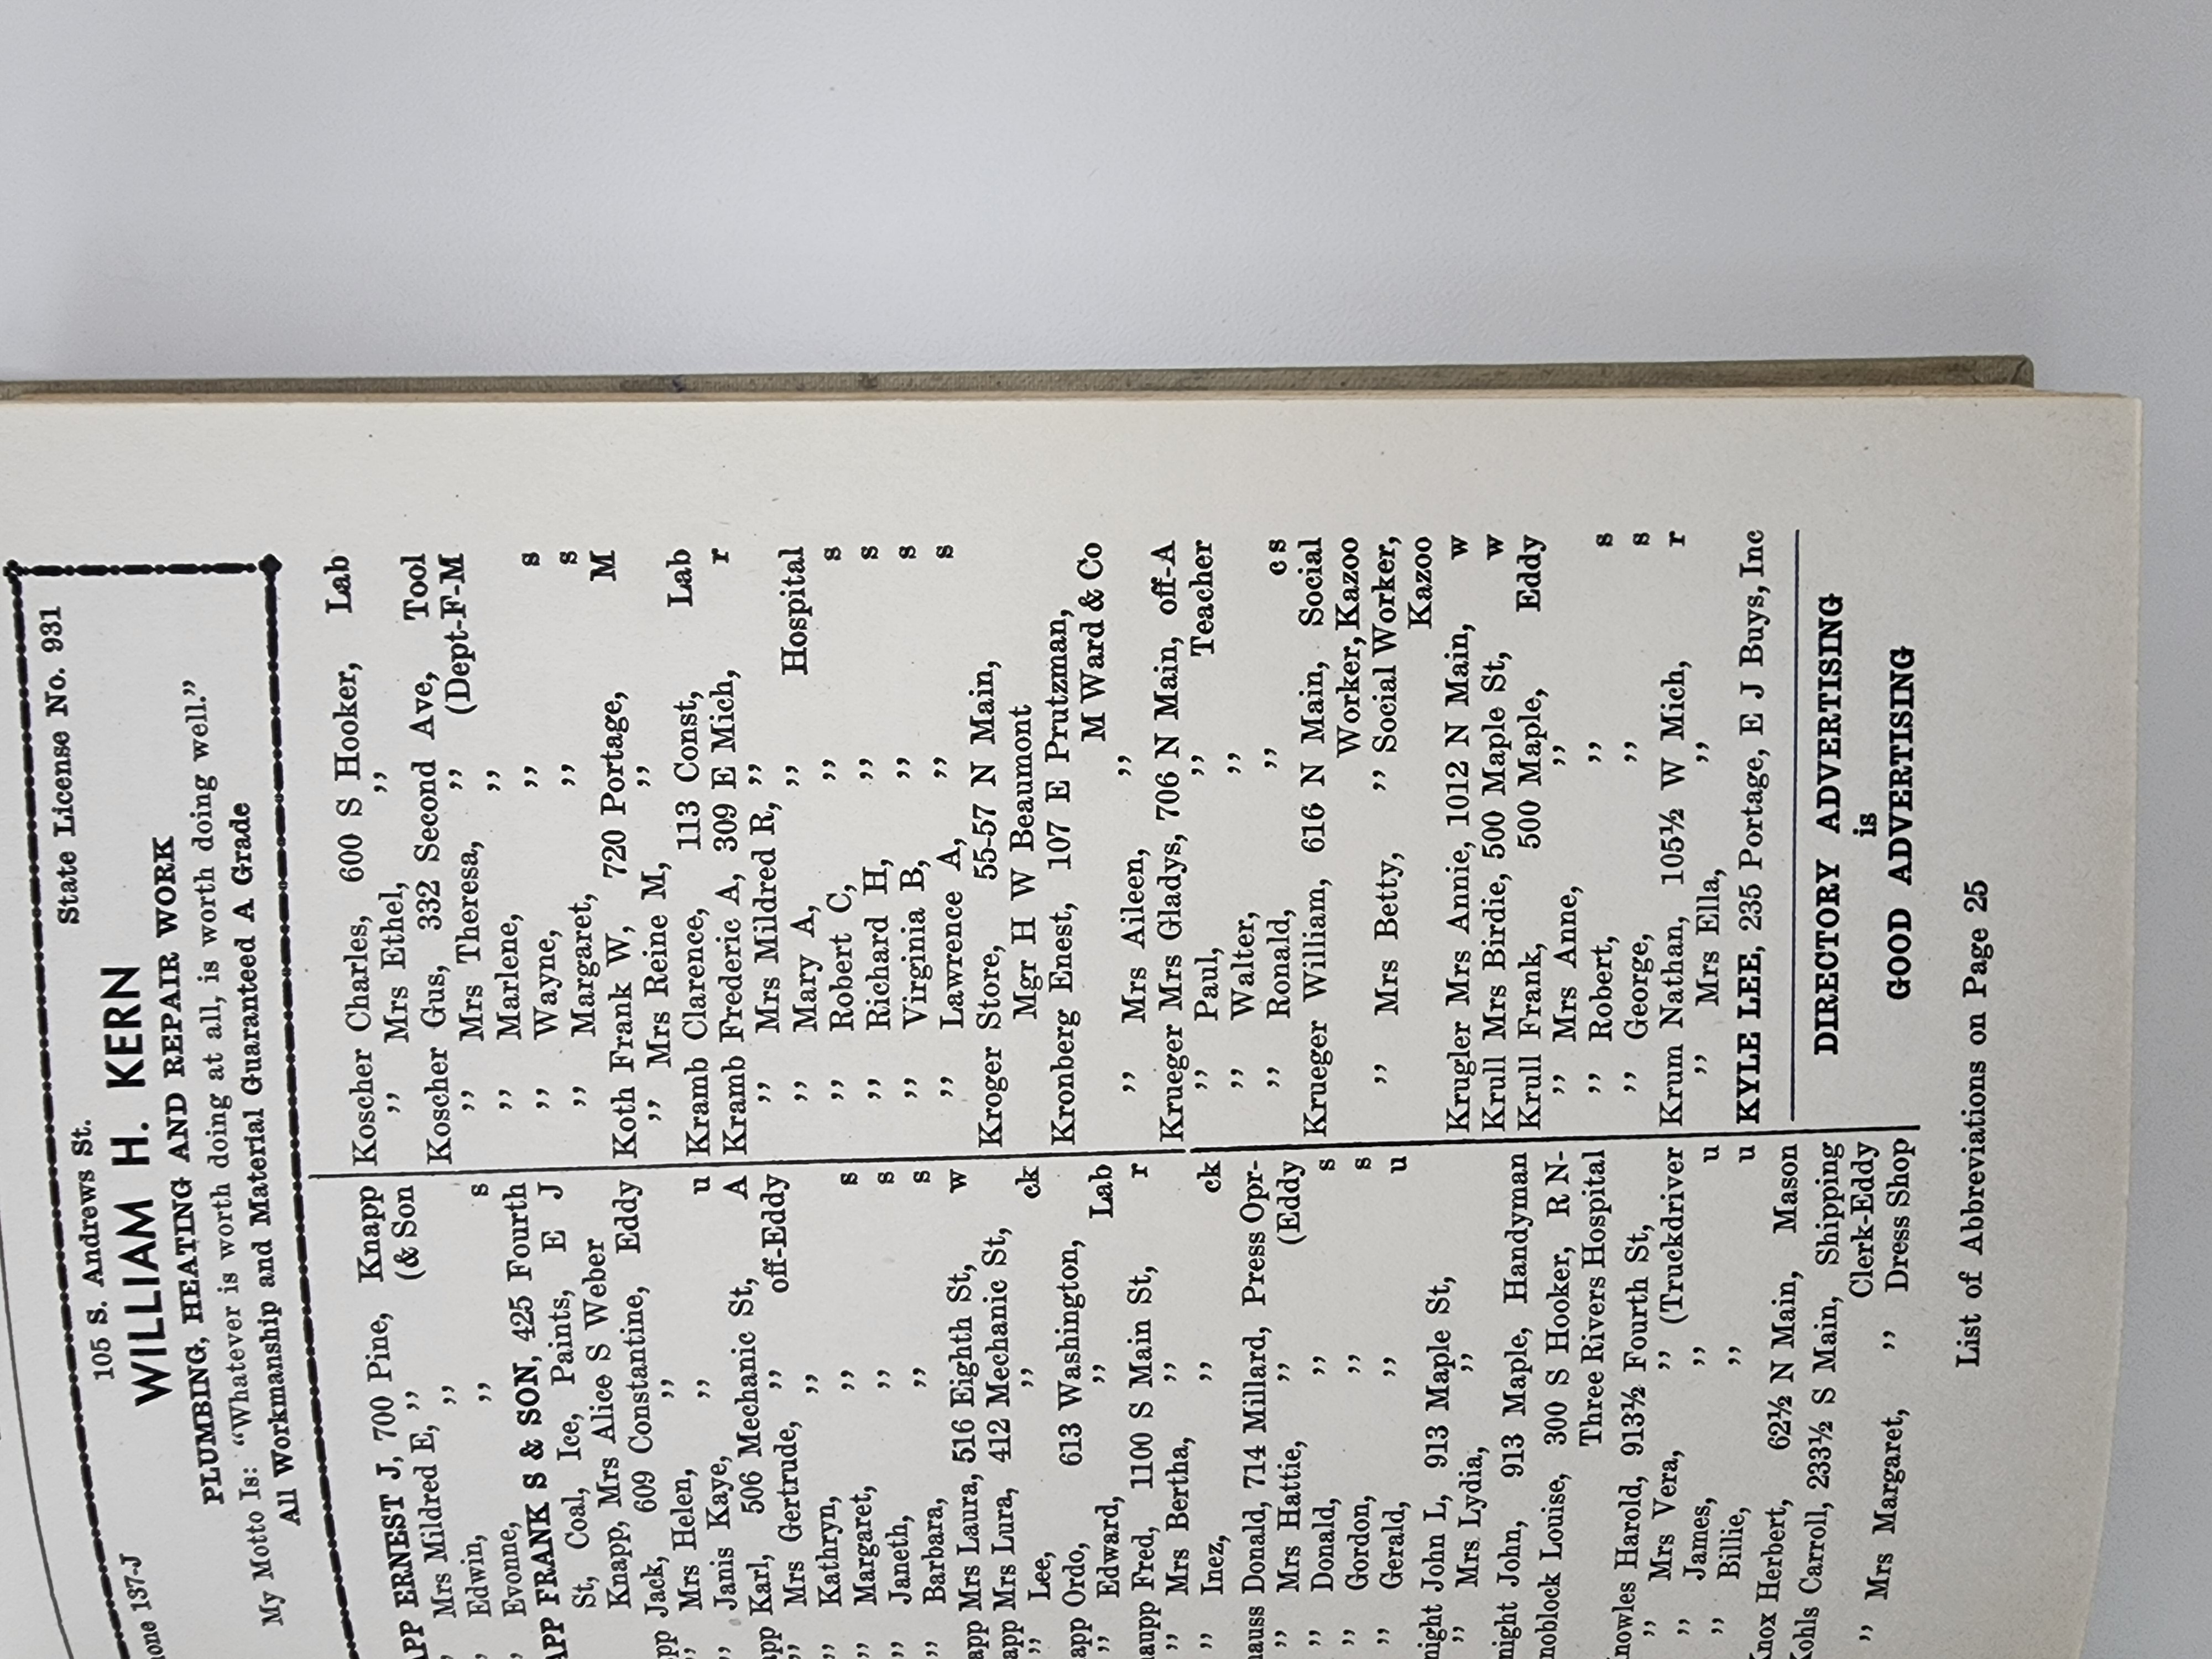 105 S. Andrews St.
State License No. 931
one 137-J
WILLIAM H. KERN
PLUMBING, HEATING AND REPAIR WORK
My Motto Is: "Whatever is worth doing at all, is worth doing well."
All Workmanship and Material Guaranteed A Grade
APP ERNEST J, 700 Pine, Knapp
,, Mrs Mildred E, ,, (& Son
,, Edwin, ,,
,, Evonne, ,, s
APP FRANK S & SON, 425 Fourth
St, Coal, Ice, Paints, E J
Knapp, Mrs Alice S Weber
app Jack, 609 Constantine, Eddy
,, Mrs Helen, ,,
,, Janis Kaye, ,, u
app Karl, 506 Mechanic St, A
,, Mrs Gertrude, ,, off-Eddy
,, Kathryn, ,,
,, Margaret, ,, s
,, Janeth, ,, s
,, Barbara, ,, s
app Mrs Laura, 516 Eighth St, w
app Mrs Lura, 412 Mechanic St,
,, Lee, ,, ck
app Ordo, 613 Washington,
,, Edward, ,, Lab
naupp Fred, 1100 S Main St, r
,, Mrs Bertha, ,,
,, Inez, ,, ck
nauss Donald, 714 Millard, Press Opr-
,, Mrs Hattie, ,, (Eddy
,, Donald, ,, s
,, Gordon, ,, s
,, Gerald, ,, u
night John L, 913 Maple St,
,, Mrs Lydia, ,,
night John, 913 Maple, Handyman
noblock Louise, 300 S Hooker, R N-
Three Rivers Hospital
nowles Harold, 913½ Fourth St,
,, Mrs Vera, ,, (Truckdriver
,, James, ,, u
,, Billie, ,, u
Knox Herbert, 62½ N Main, Mason
Kohls Carroll, 233½ S Main, Shipping
Clerk-Eddy
,, Mrs Margaret, ,, Dress Shop
Koscher Charles, 600 S Hooker, Lab
,, Mrs Ethel, ,,
Koscher Gus, 332 Second Ave, Tool
,, Mrs Theresa, ,, (Dept-F-M
,, Marlene, ,,
,, Wayne, ,, s
,, Margaret, ,, s
Koth Frank W, 720 Portage, M
,, Mrs Reine M, ,,
Kramb Clarence, 113 Const, Lab
Kramb Frederic A, 309 E Mich, r
,, Mrs Mildred R, ,,
,, Mary A, ,, Hospital
,, Robert C, ,, s
,, Richard H, ,, s
,, Virginia B, ,, s
,, Lawrence A, ,, s
Kroger Store, 55-57 N Main,
Mgr H W Beaumont
Kronberg Enest, 107 E Prutzman,
M Ward & Co
,, Mrs Aileen, ,,
Krueger Mrs Gladys, 706 N Main, off-A
,, Paul, ,, Teacher
,, Walter, ,,
,, Ronald, ,, c s
Krueger William, 616 N Main, Social
Worker, Kazoo
,, Mrs Betty, ,, Social Worker,
Kazoo
Krugler Mrs Annie, 1012 N Main, w
Krull Mrs Birdie, 500 Maple St, w
Krull Frank, 500 Maple, Eddy
,, Mrs Anne, ,,
,, Robert, ,, s
,, George, ,, s
Krum Nathan, 105½ W Mich, r
,, Mrs Ella, ,,
KYLE LEE, 235 Portage, E J Buys, Inc
DIRECTORY ADVERTISING
is
GOOD ADVERTISING
List of Abbreviations on Page 25